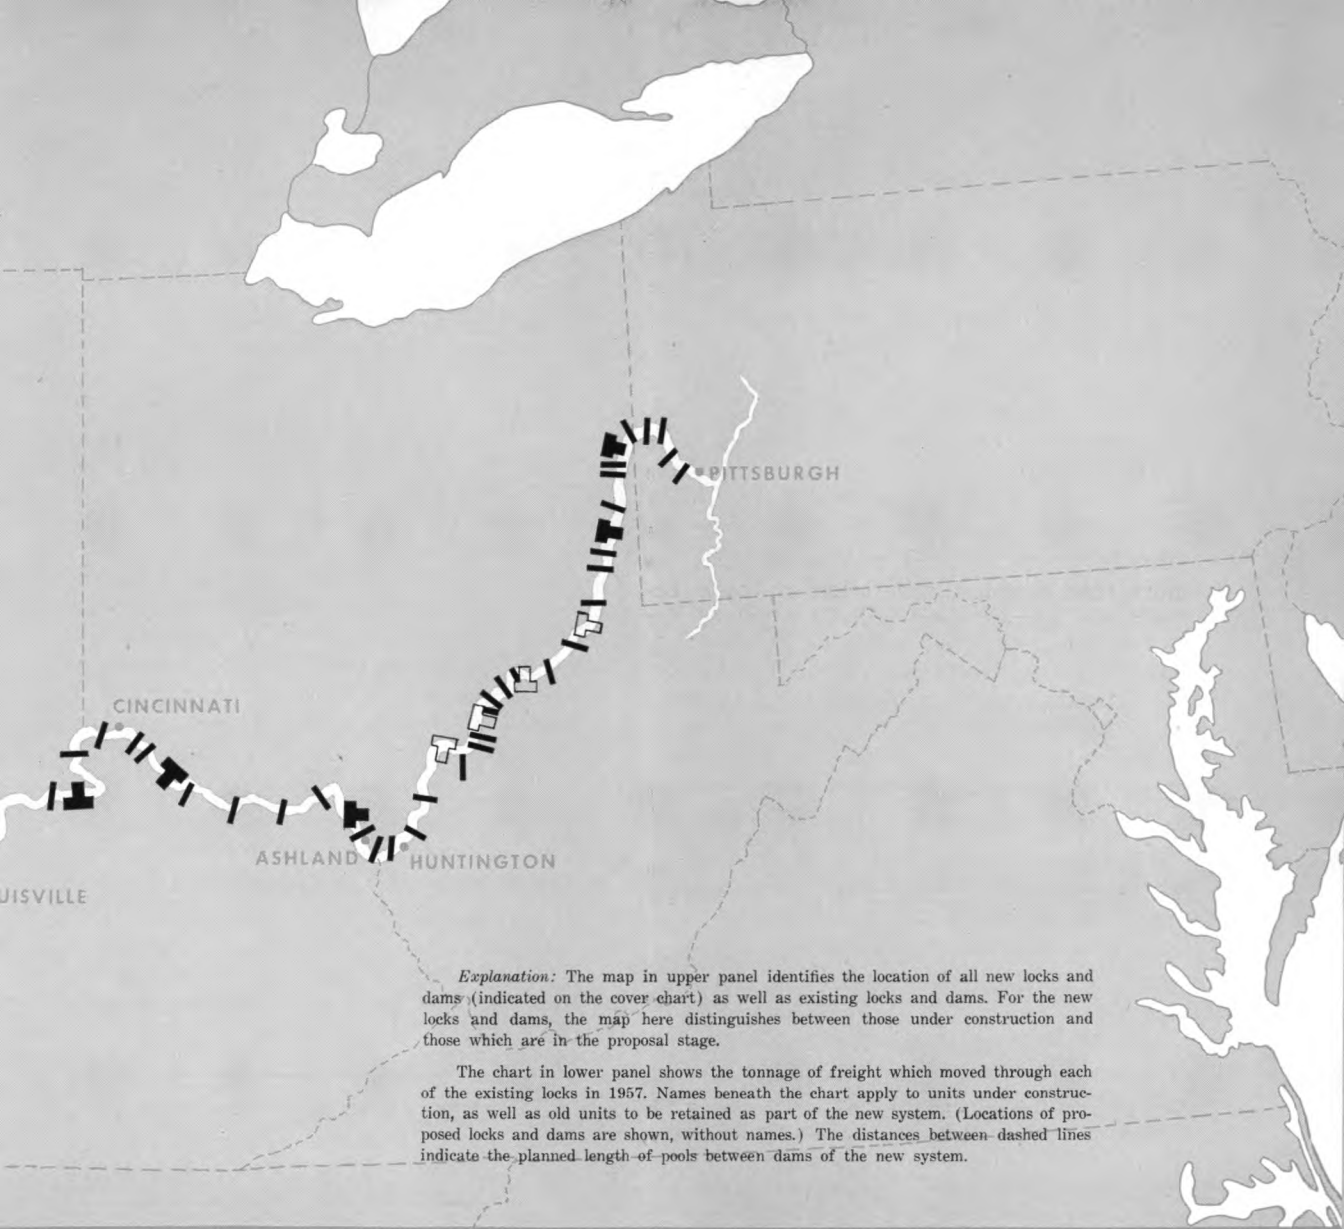 PITTSBURGH
CINCINNATI
ASHLAND
HUNTINGTON
UISVILLE
Explanation: The map in upper panel identifies the location of all new locks and
dams (indicated on the cover chart) as well as existing locks and dams. For the new
locks and dams, the map here distinguishes between those under construction and
those which are in the proposal stage.
The chart in lower panel shows the tonnage of freight which moved through each
of the existing locks in 1957. Names beneath the chart apply to units under construc-
tion, as well as old units to be retained as part of the new system. (Locations of pro-
posed locks and dams are shown, without names.) The distances between dashed lines
indicate the planned length of pools between dams of the new system.